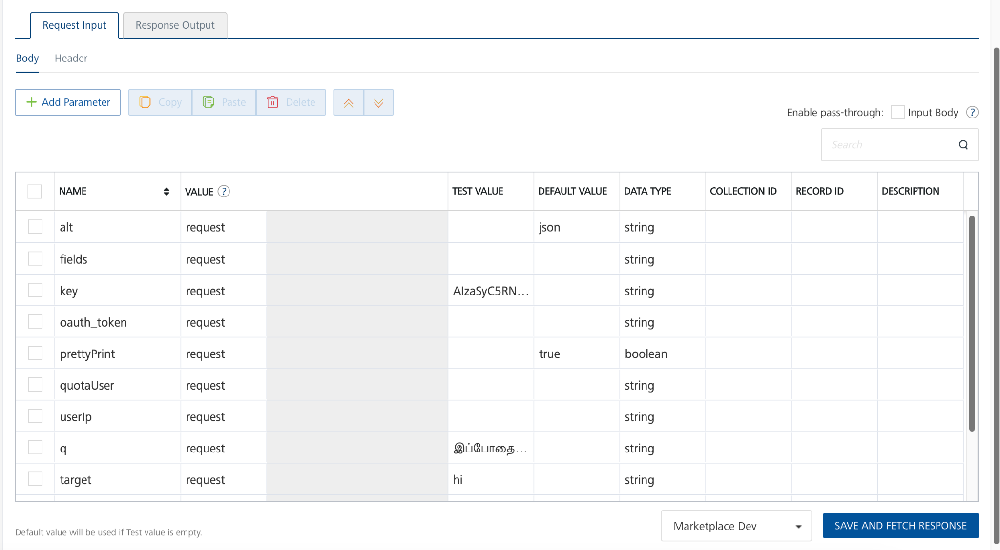 Request Input Response Output
Body Header
Add Parameter Copy Paste Delete
Enable pass-through: Input Body ?
Search
NAME VALUE ? TEST VALUE DEFAULT VALUE DATA TYPE COLLECTION ID RECORD ID DESCRIPTION
alt request json string
fields request string
key request AIzaSyC5RN... string
oauth_token request string
prettyPrint request true boolean
quotaUser request string
userIp request string
q request இப்போதை... string
target request hi string
Default value will be used if Test value is empty.
Marketplace Dev SAVE AND FETCH RESPONSE